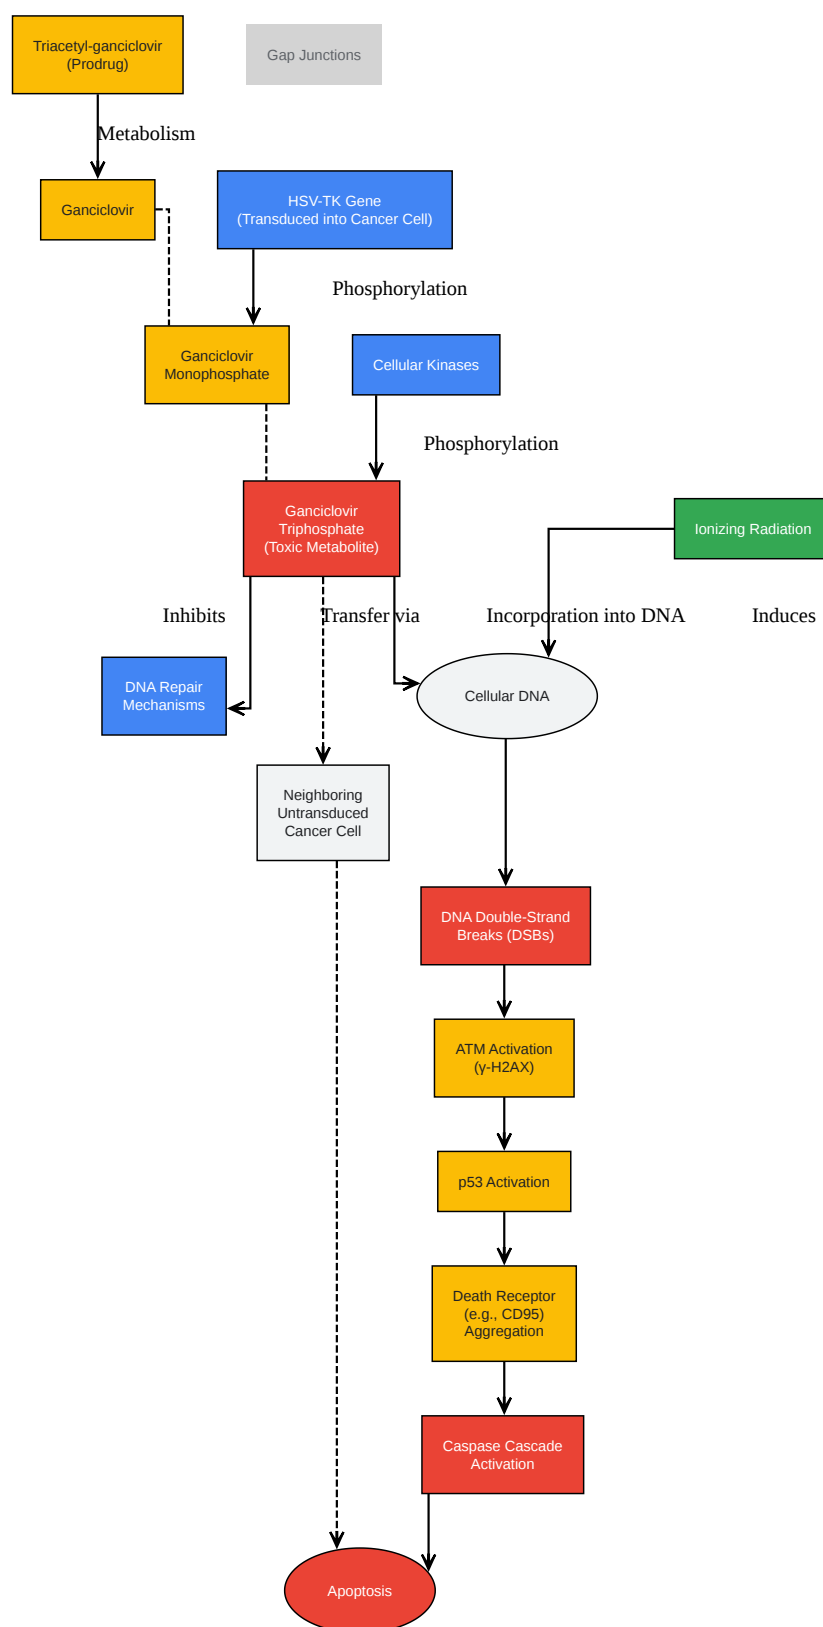 Triacetyl-ganciclovir
(Prodrug)
Gap Junctions
Metabolism
Ganciclovir
HSV-TK Gene
(Transduced into Cancer Cell)
Phosphorylation
Ganciclovir
Monophosphate
Cellular Kinases
Phosphorylation
Ganciclovir
Triphosphate
(Toxic Metabolite)
Ionizing Radiation
Inhibits
Transfer via
Incorporation into DNA
Induces
DNA Repair
Mechanisms
Cellular DNA
Neighboring
Untransduced
Cancer Cell
DNA Double-Strand
Breaks (DSBs)
ATM Activation
(γ-H2AX)
p53 Activation
Death Receptor
(e.g., CD95)
Aggregation
Caspase Cascade
Activation
Apoptosis